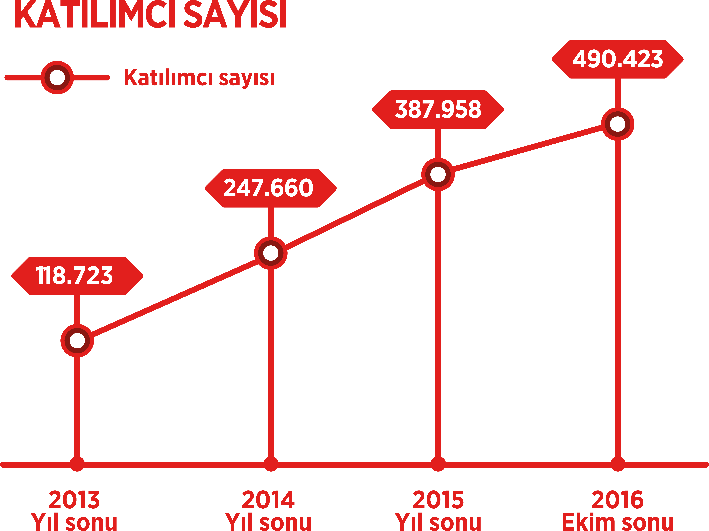 KATILIMCI SAYISI
Katılımcı sayısı
490.423
387.958
247.660
118.723
2013
Yıl sonu
2014
Yıl sonu
2015
Yıl sonu
2016
Ekim sonu